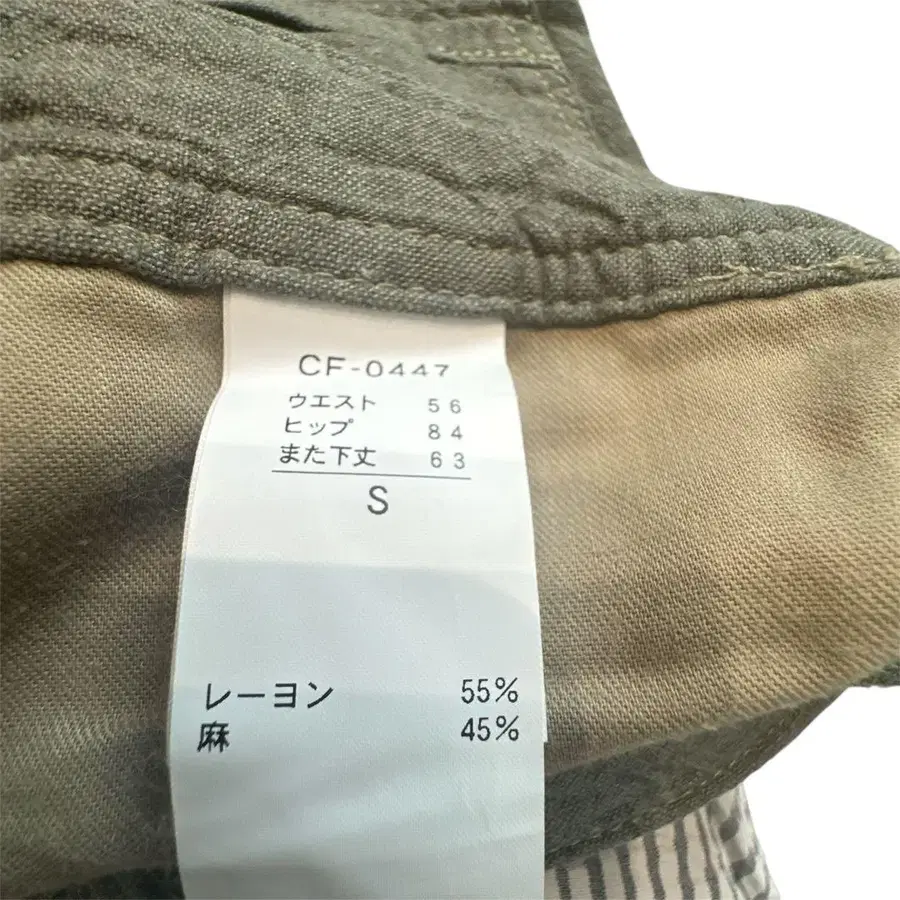 CF-0447
ウエスト 56
ヒップ 84
また下丈 63
S
レーヨン 55%
麻 45%